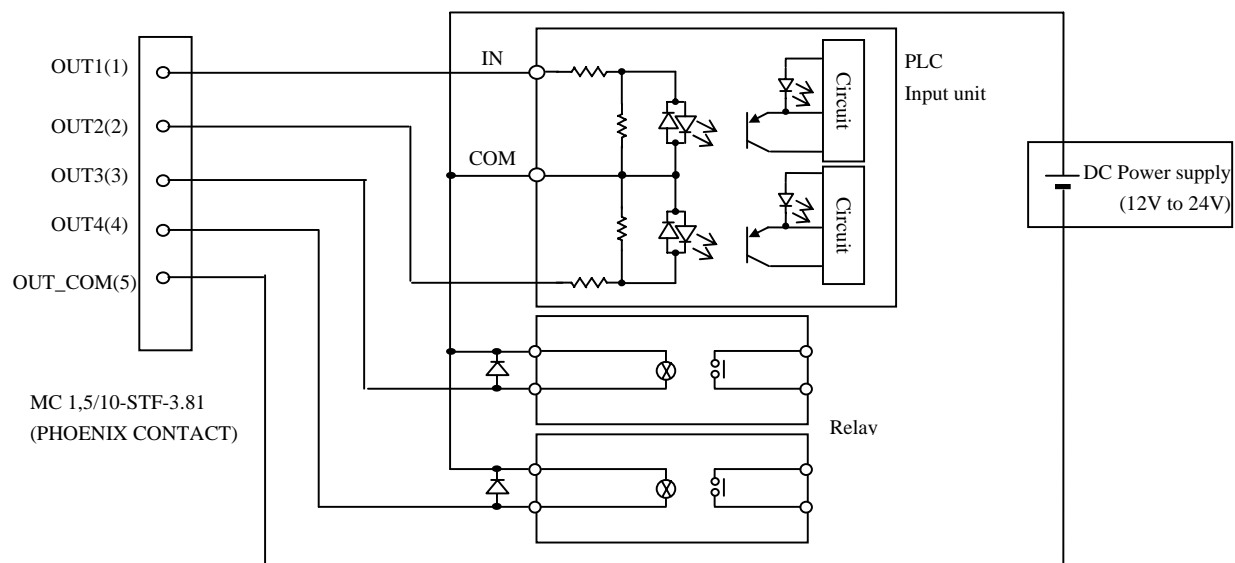 OUT1(1)
OUT2(2)
OUT3(3)
OUT4(4)
OUT_COM(5)
MC 1,5/10-STF-3.81
(PHOENIX CONTACT)
IN
COM
Circuit
Circuit
PLC
Input unit
Relay
DC Power supply
(12V to 24V)